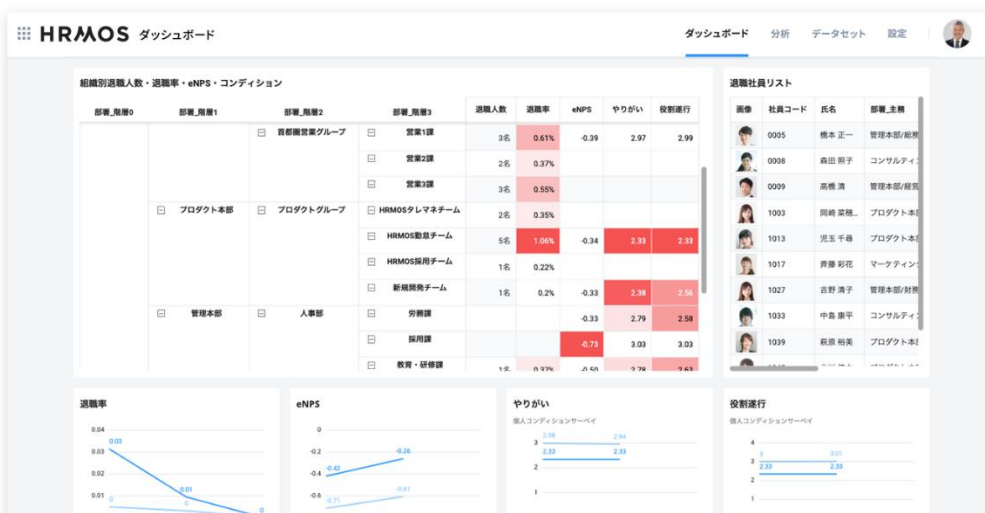 HRMOS ダッシュボード
ダッシュボード 分析 データセット 設定
組織別退職人数・退職率・eNPS・コンディション
部署_階層0 部署_階層1 部署_階層2 部署_階層3 退職人数 退職率 eNPS やりがい 役割遂行
首都圏営業グループ 営業1課 3名 0.61% -0.39 2.97 2.99
営業2課 2名 0.37%
営業3課 3名 0.55%
プロダクト本部 プロダクトグループ HRMOSタレマネチーム 2名 0.35%
HRMOS勤怠チーム 5名 1.06% -0.34 2.33 2.33
HRMOS採用チーム 1名 0.22%
新規開発チーム 1名 0.2% -0.33 2.38 2.56
管理本部 人事部 労務課 -0.33 2.79 2.58
採用課 -0.73 3.03 3.03
教育・研修課 1名 0.37% -0.50 2.78 2.63
退職社員リスト
画像 社員コード 氏名 部署_主務
0005 橋本 正一 管理本部/総務
0008 森田 照子 コンサルティ
0009 高橋 清 管理本部/経営
1003 岡崎 菜穂... プロダクト本
1013 児玉 千尋 プロダクト本
1017 斉藤 彩花 マーケティン
1027 吉野 清子 管理本部/財務
1033 中島 康平 コンサルティ
1039 萩原 裕美 プロダクト本
退職率
0.04
0.03
0.02
0.01
0.03
0.01
0
0
0
eNPS
0
-0.2
-0.4
-0.6
-0.42
-0.26
-0.71
-0.61
やりがい
個人コンディションサーベイ
3
2
1
2.98 2.94
2.33 2.33
役割遂行
個人コンディションサーベイ
4
3
2
1
3 3.01
2.33 2.33